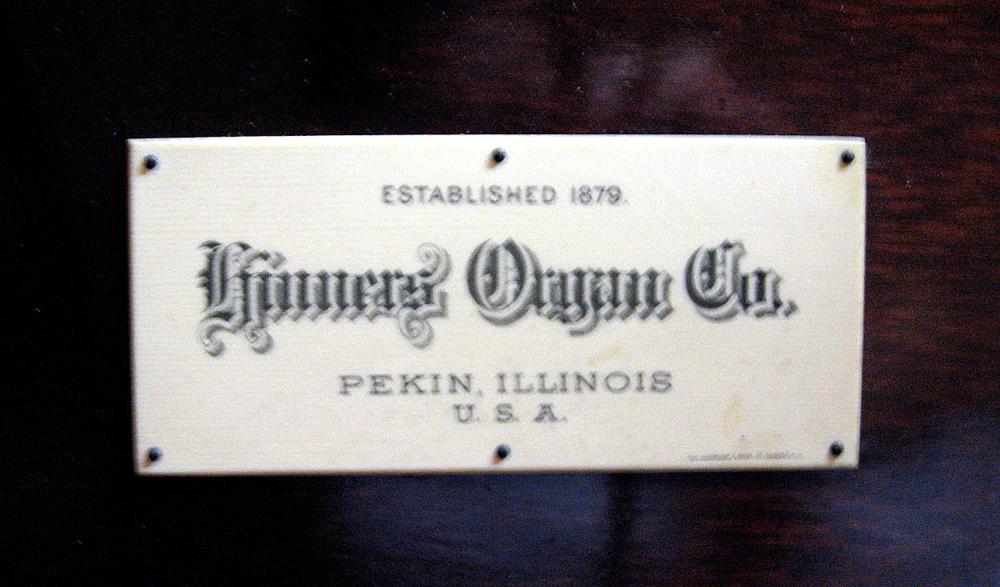 ESTABLISHED 1879.
Hinners Organ Co.
PEKIN, ILLINOIS
U. S. A.